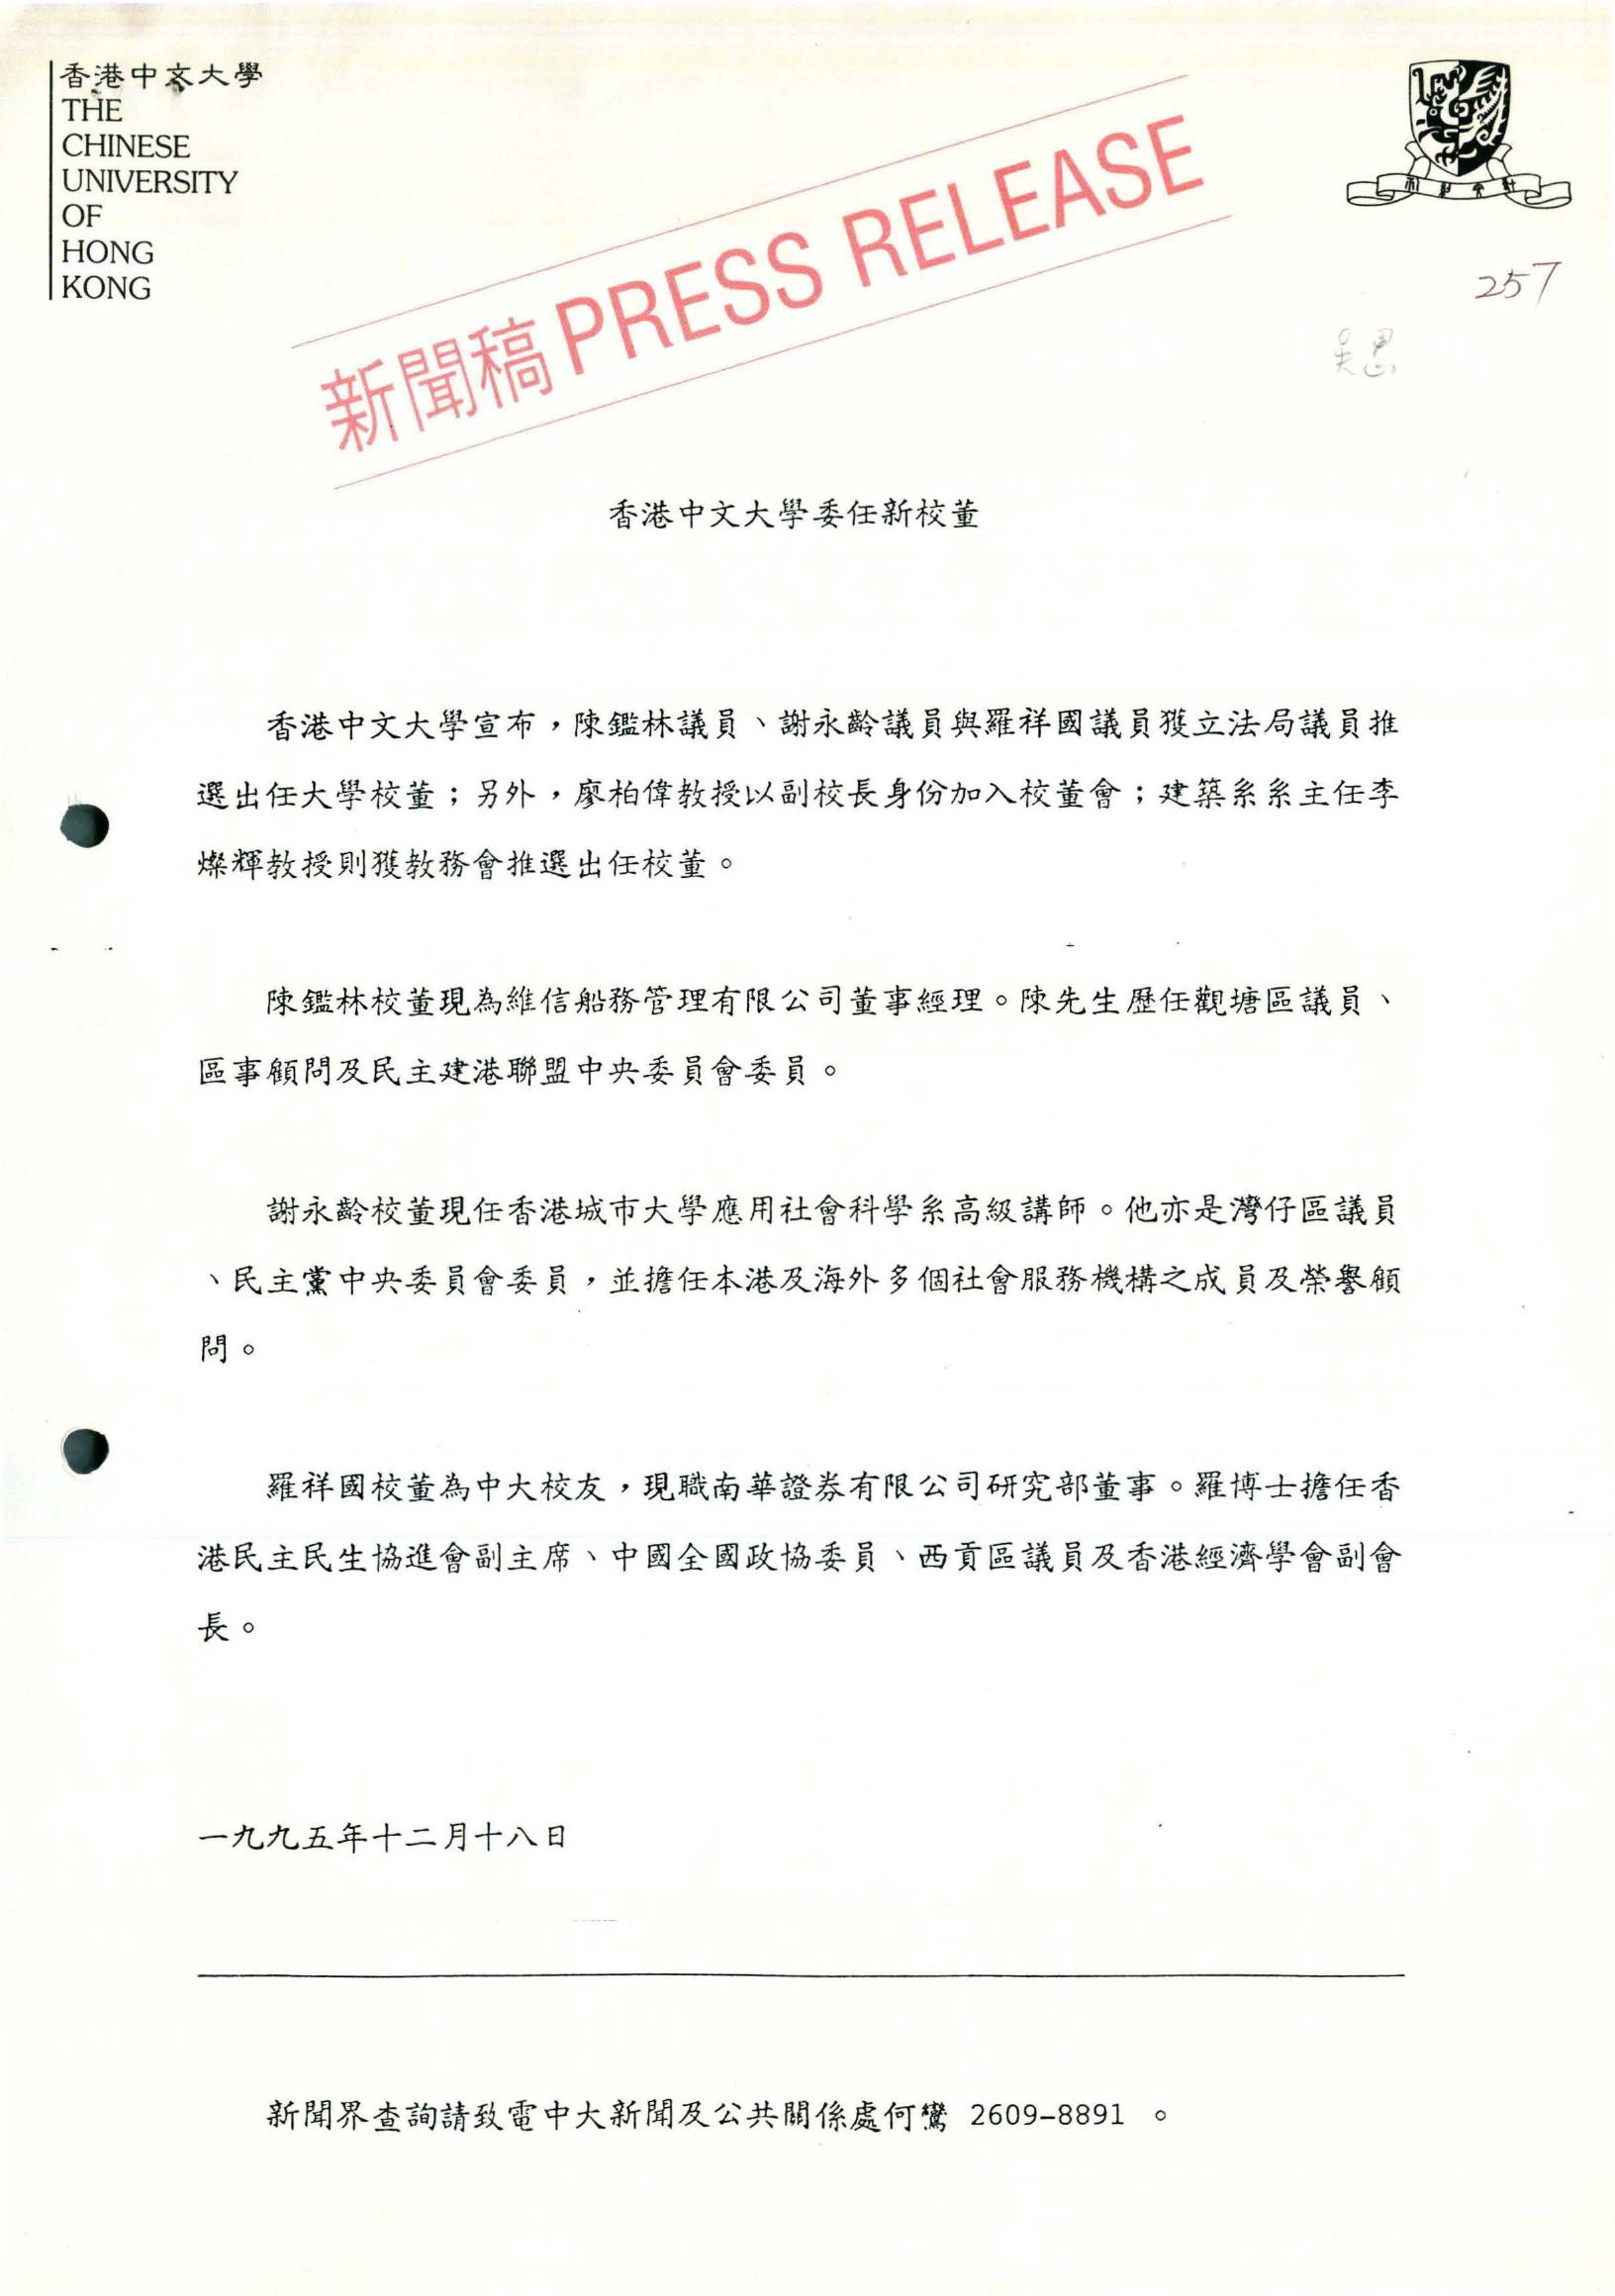 香港中文大學
THE
CHINESE
UNIVERSITY
OF
HONG
KONG
新聞稿 PRESS RELEASE
257
香港中文大學委任新校董
香港中文大學宣布，陳鑑林議員、謝永齡議員與羅祥國議員獲立法局議員推
選出任大學校董；另外，廖柏偉教授以副校長身份加入校董會；建築系系主任李
燦輝教授則獲教務會推選出任校董。
陳鑑林校董現為維信船務管理有限公司董事經理。陳先生歷任觀塘區議員、
區事顧問及民主建港聯盟中央委員會委員。
謝永齡校董現任香港城市大學應用社會科學系高級講師。他亦是灣仔區議員
、民主黨中央委員會委員，並擔任本港及海外多個社會服務機構之成員及榮譽顧
問。
羅祥國校董為中大校友，現職南華證券有限公司研究部董事。羅博士擔任香
港民主民生協進會副主席、中國全國政協委員、西貢區議員及香港經濟學會副會
長。
一九九五年十二月十八日
新聞界查詢請致電中大新聞及公共關係處何鸞 2609-8891 。